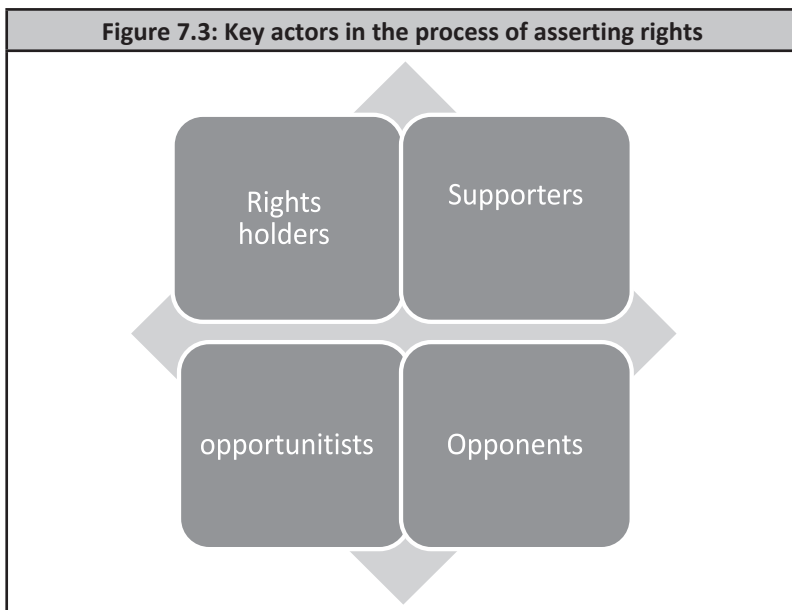 Figure 7.3: Key actors in the process of asserting rights
Rights
holders
Supporters
opportunitists
Opponents